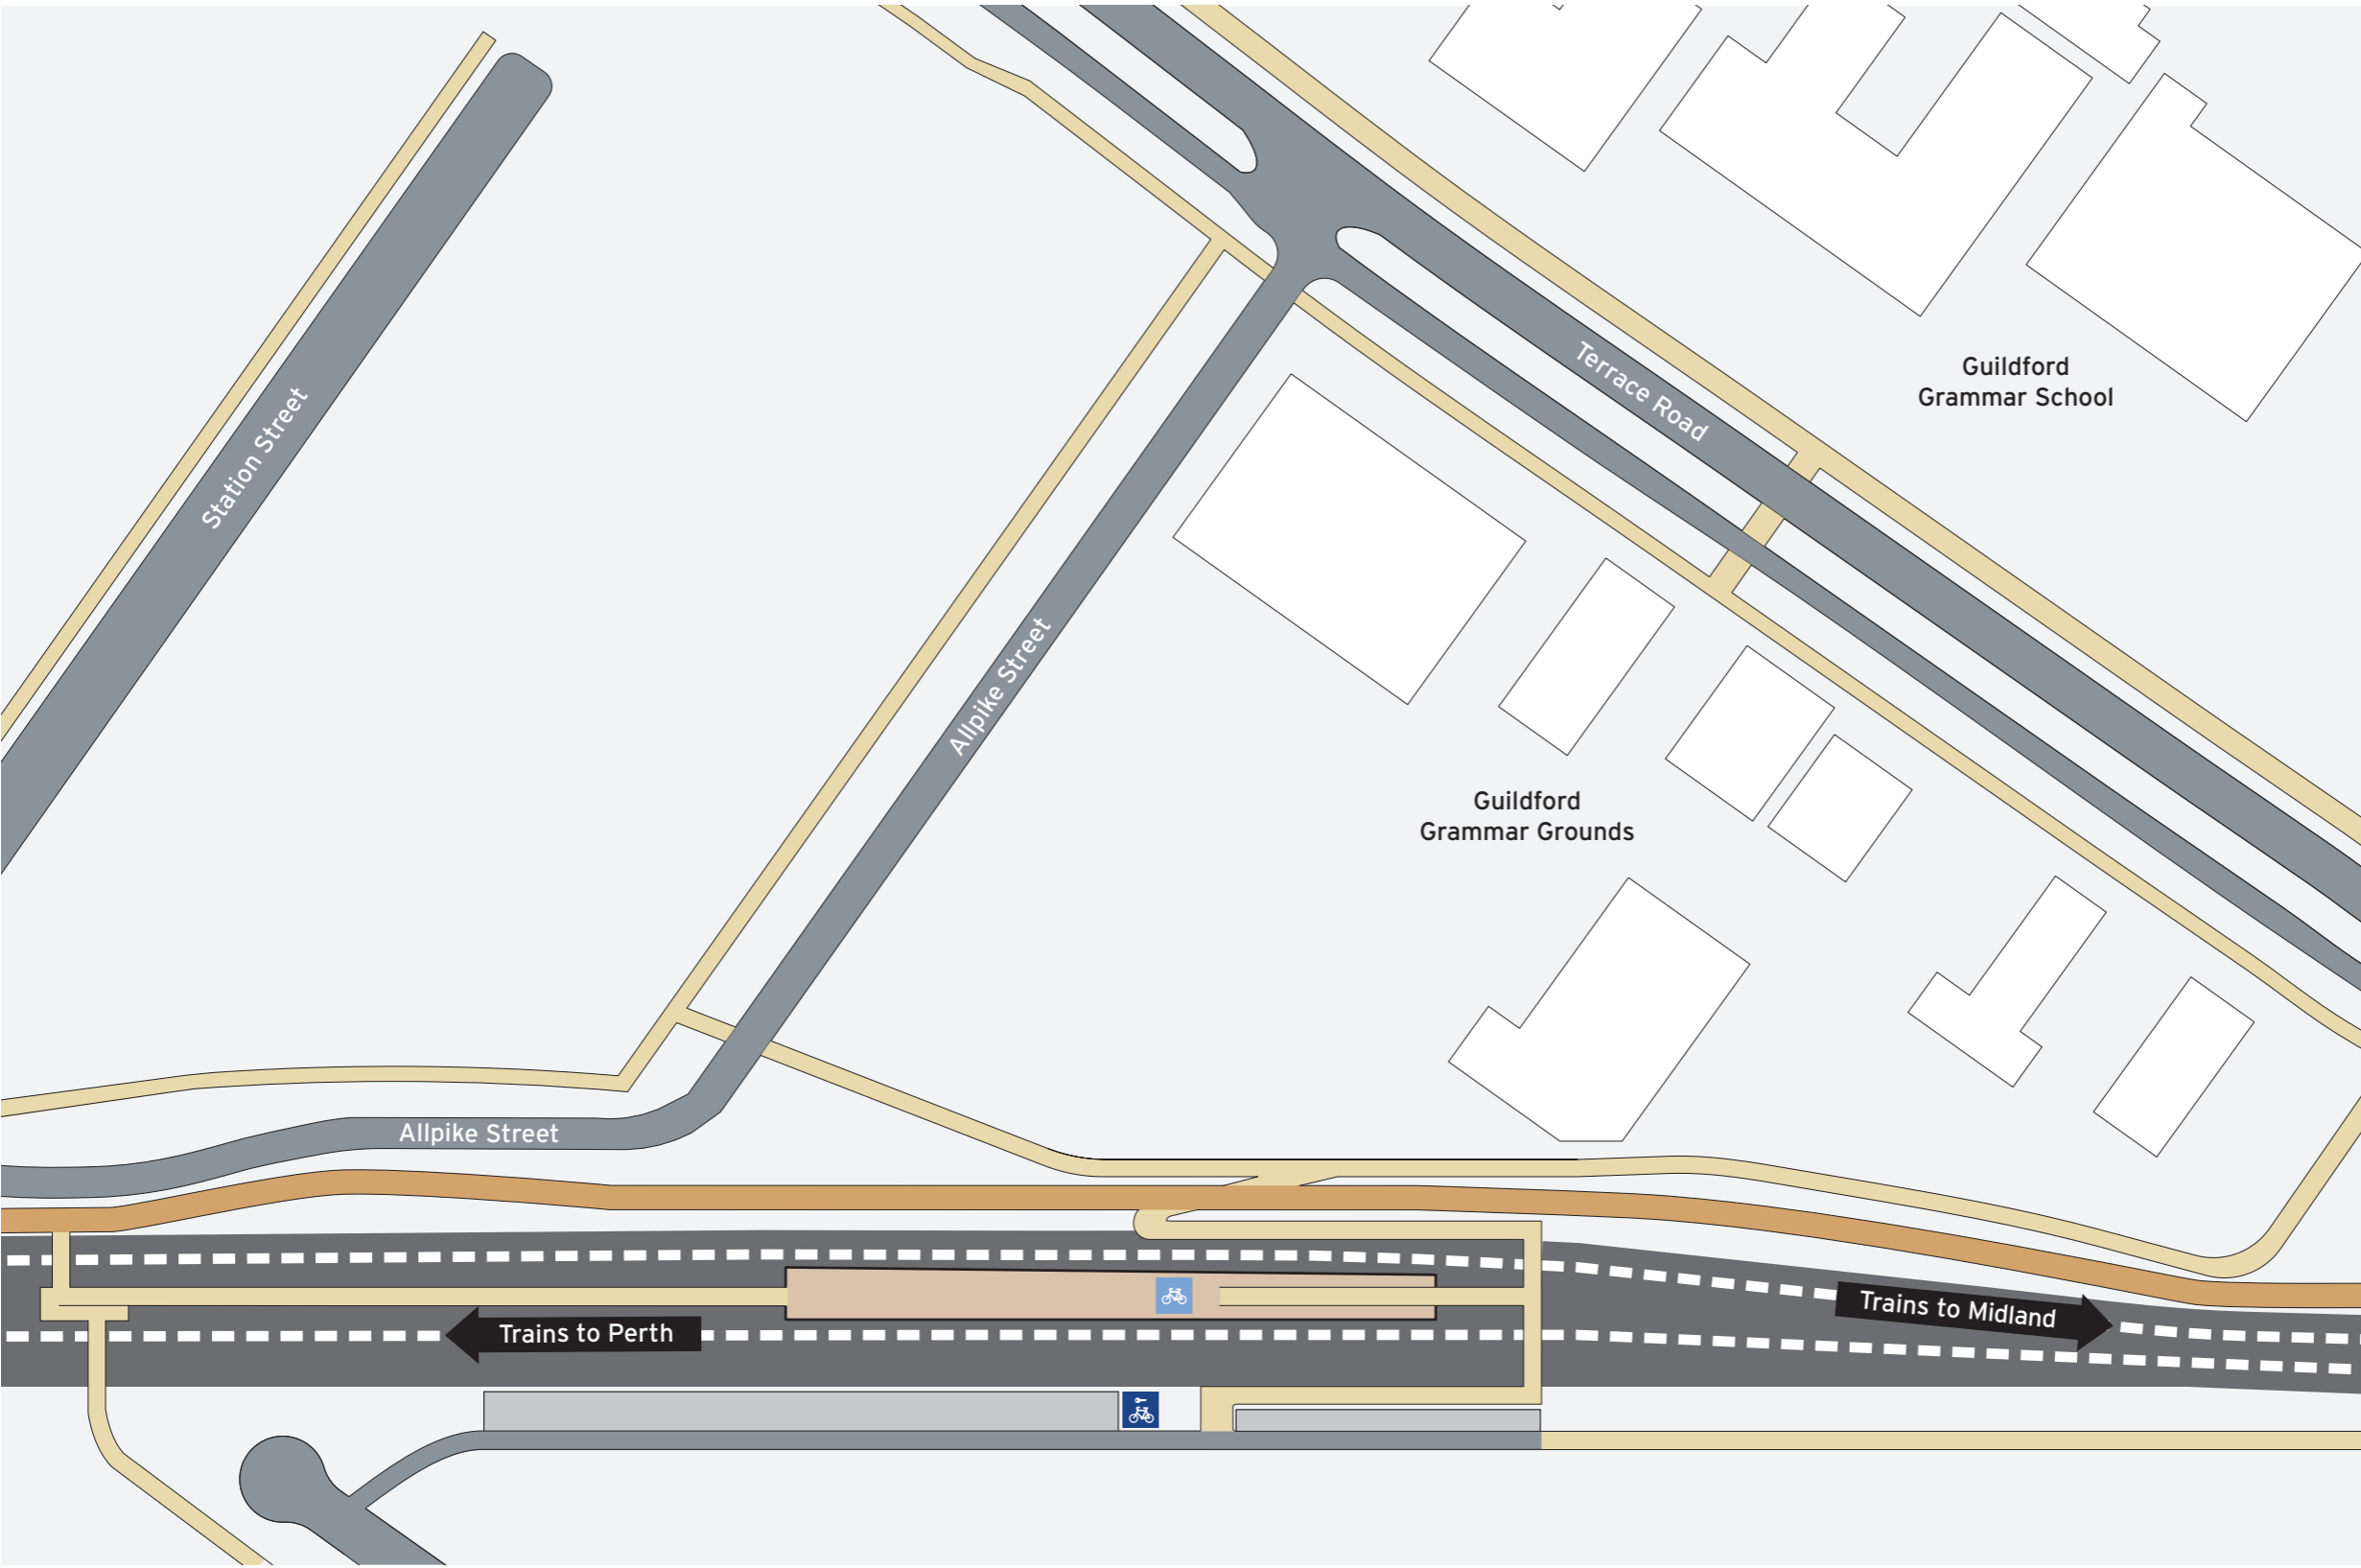 Terrace Road
Guildford
Grammar School
Station Street
Allpike Street
Guildford
Grammar Grounds
Allpike Street
Trains to Midland
Trains to Perth